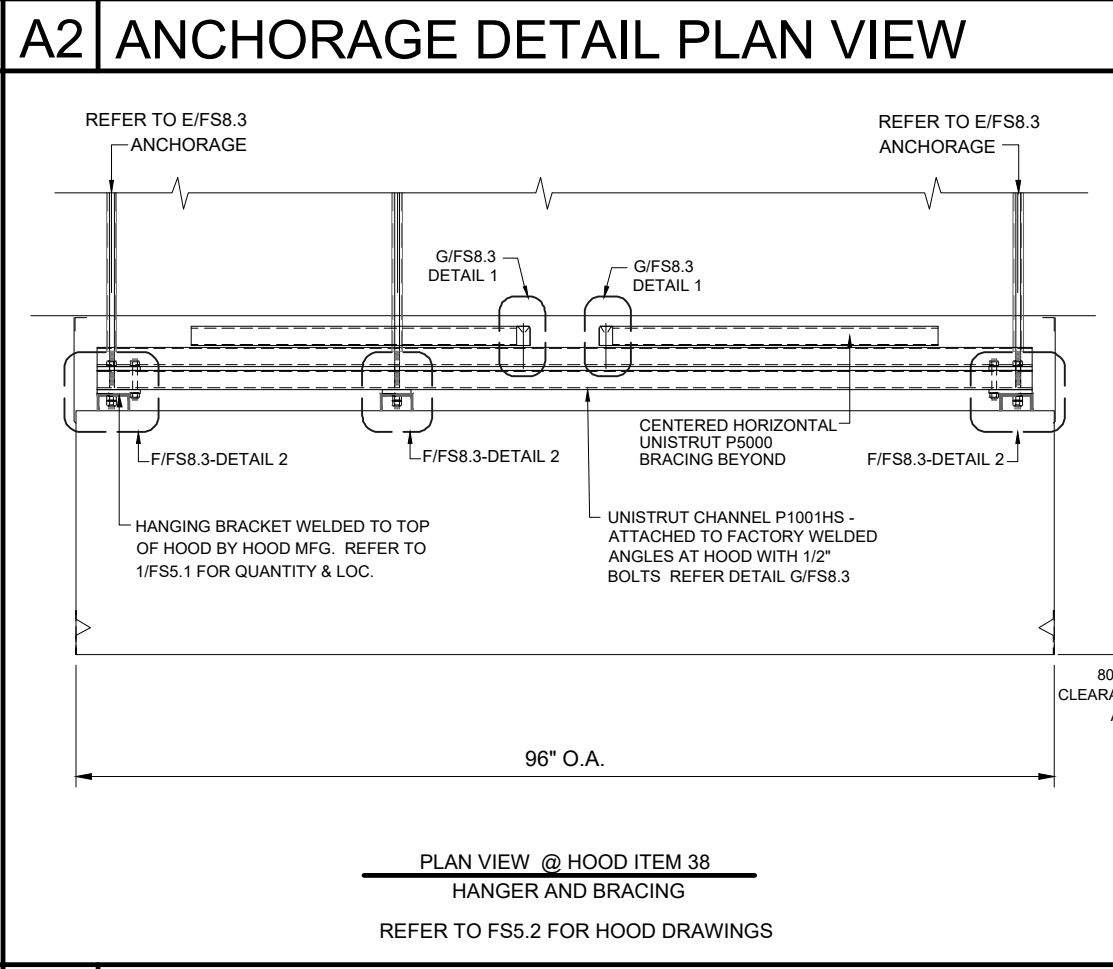 A2 ANCHORAGE DETAIL PLAN VIEW
REFER TO E/FS8.3
ANCHORAGE
REFER TO E/FS8.3
ANCHORAGE
G/FS8.3
DETAIL 1
G/FS8.3
DETAIL 1
CENTERED HORIZONTAL
UNISTRUT P5000
BRACING BEYOND
F/FS8.3-DETAIL 2
F/FS8.3-DETAIL 2
F/FS8.3-DETAIL 2
HANGING BRACKET WELDED TO TOP
OF HOOD BY HOOD MFG. REFER TO
1/FS5.1 FOR QUANTITY & LOC.
UNISTRUT CHANNEL P1001HS -
ATTACHED TO FACTORY WELDED
ANGLES AT HOOD WITH 1/2"
BOLTS REFER DETAIL G/FS8.3
80
96" O.A.
PLAN VIEW @ HOOD ITEM 38
HANGER AND BRACING
REFER TO FS5.2 FOR HOOD DRAWINGS